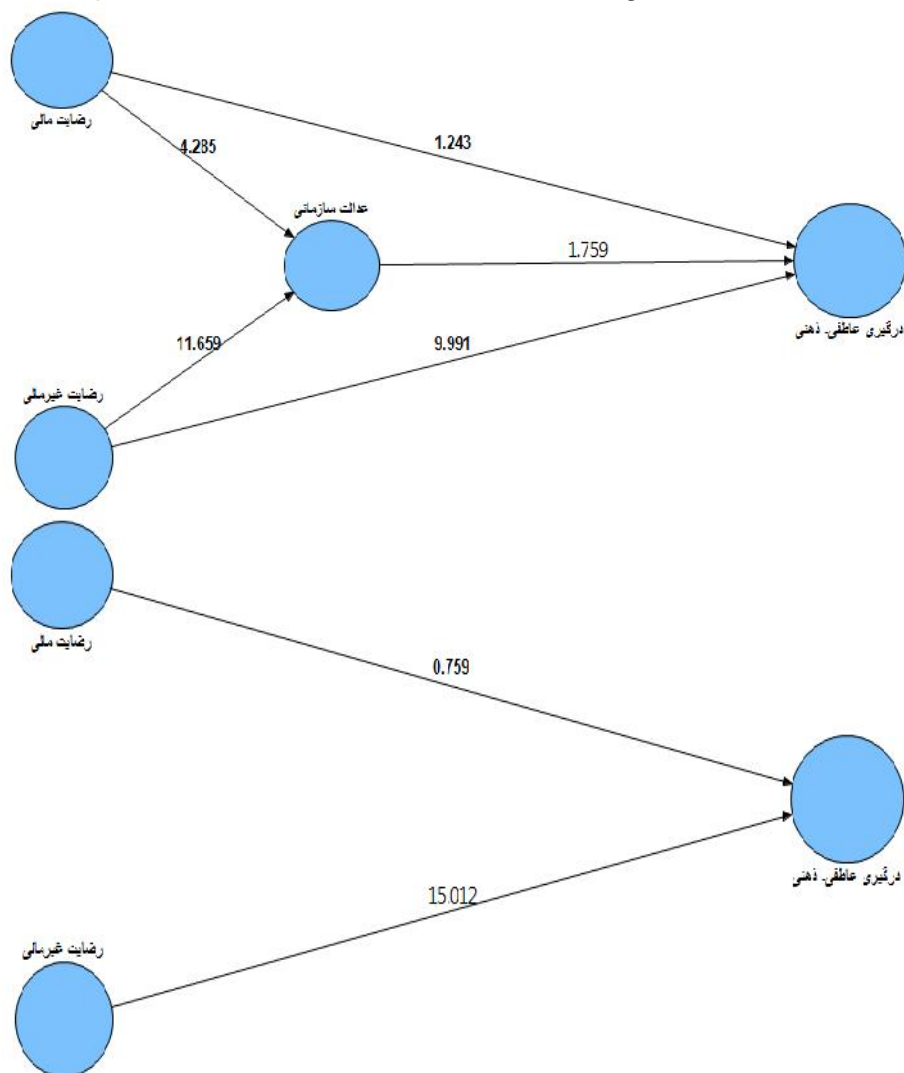 رضایت مالی
4.285
1.243
عدالت سازمانی
1.759
درگیری عاطفی- ذهنی
11.659
9.991
رضایت غیرمالی
رضایت مالی
0.759
درگیری عاطفی- ذهنی
15.012
رضایت غیرمالی